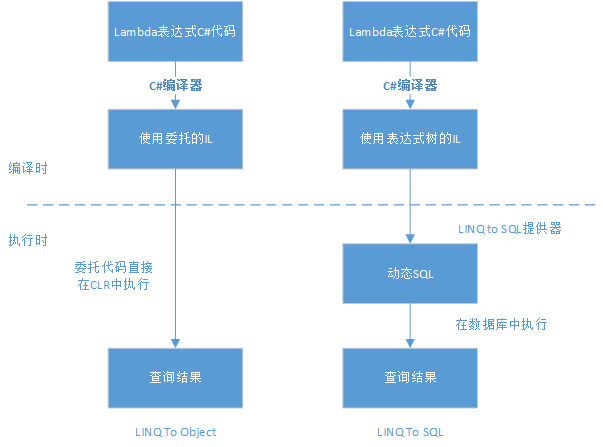 Lambda表达式C#代码
Lambda表达式C#代码
C#编译器
C#编译器
使用委托的IL
使用表达式树的IL
编译时
执行时
LINQ to SQL提供器
委托代码直接
在CLR中执行
动态SQL
在数据库中执行
查询结果
查询结果
LINQ To Object
LINQ To SQL